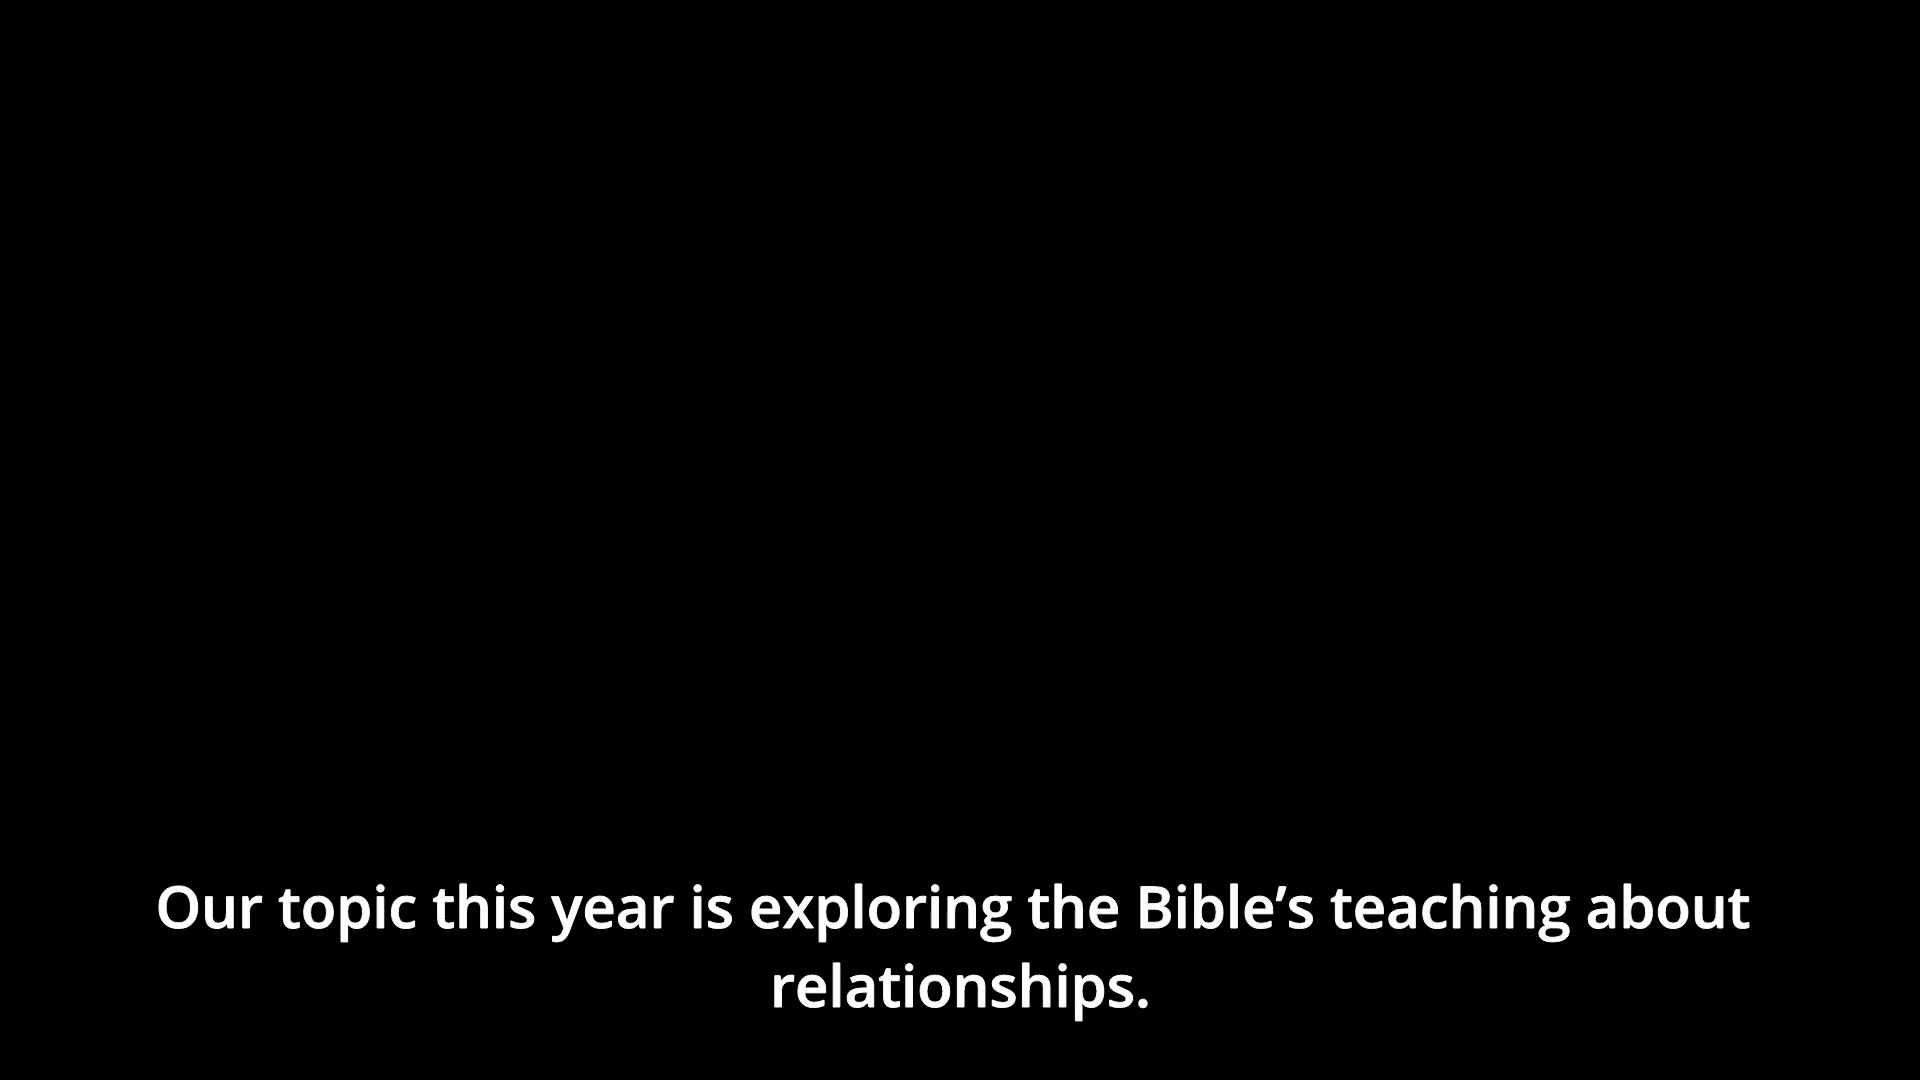 Our topic this year is exploring the Bible’s teaching about
relationships.